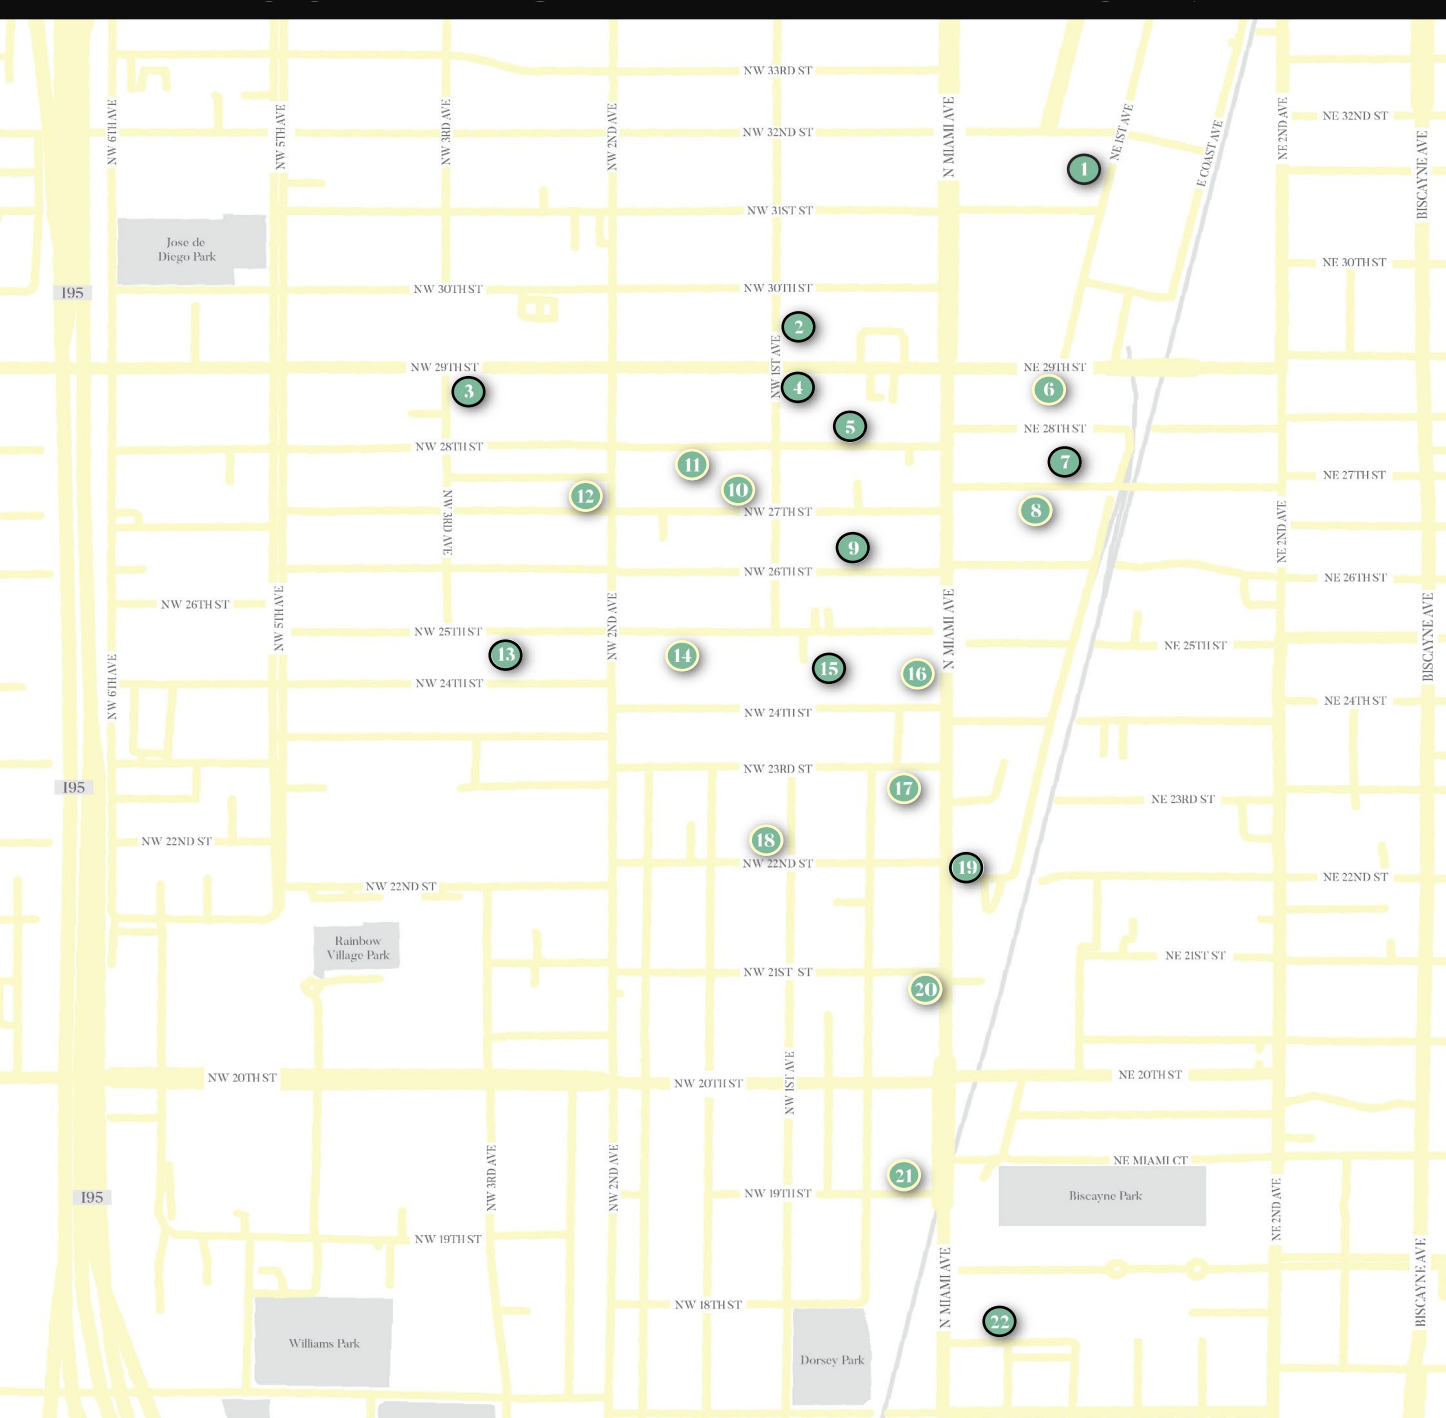 NW 33RD ST
NW 6TH AVE
NW 5TH AVE
NW 3RD AVE
NW 2ND AVE
N MIAMI AVE
NE 1ST AVE
E COAST AVE
NE 2ND AVE
BISCAYNE AVE
NE 32ND ST
NW 32ND ST
1
NW 31ST ST
Jose de
Diego Park
NE 30TH ST
I95
NW 30TH ST
NW 30TH ST
2
NW 1ST AVE
NW 29TH ST
NE 29TH ST
3
4
6
5
NE 28TH ST
NW 28TH ST
11
7
NE 27TH ST
12
10
NW 27TH ST
8
NW 3RD AVE
NE 2ND AVE
9
NW 26TH ST
NE 26TH ST
NW 26TH ST
NW 5TH AVE
NW 2ND AVE
N MIAMI AVE
BISCAYNE AVE
NW 25TH ST
NE 25TH ST
13
14
15
16
NW 6TH AVE
NW 24TH ST
NE 24TH ST
NW 24TH ST
NW 23RD ST
I95
17
NE 23RD ST
NW 22ND ST
18
NW 22ND ST
19
NE 22ND ST
NW 22ND ST
Rainbow
Village Park
NE 21ST ST
NW 21ST ST
20
NW 20TH ST
NW 20TH ST
NW 1ST AVE
NE 20TH ST
NE MIAMI CT
NW 3RD AVE
NW 2ND AVE
21
I95
NW 19TH ST
Biscayne Park
NE 2ND AVE
NW 19TH ST
N MIAMI AVE
BISCAYNE AVE
NW 18TH ST
22
Williams Park
Dorsey Park